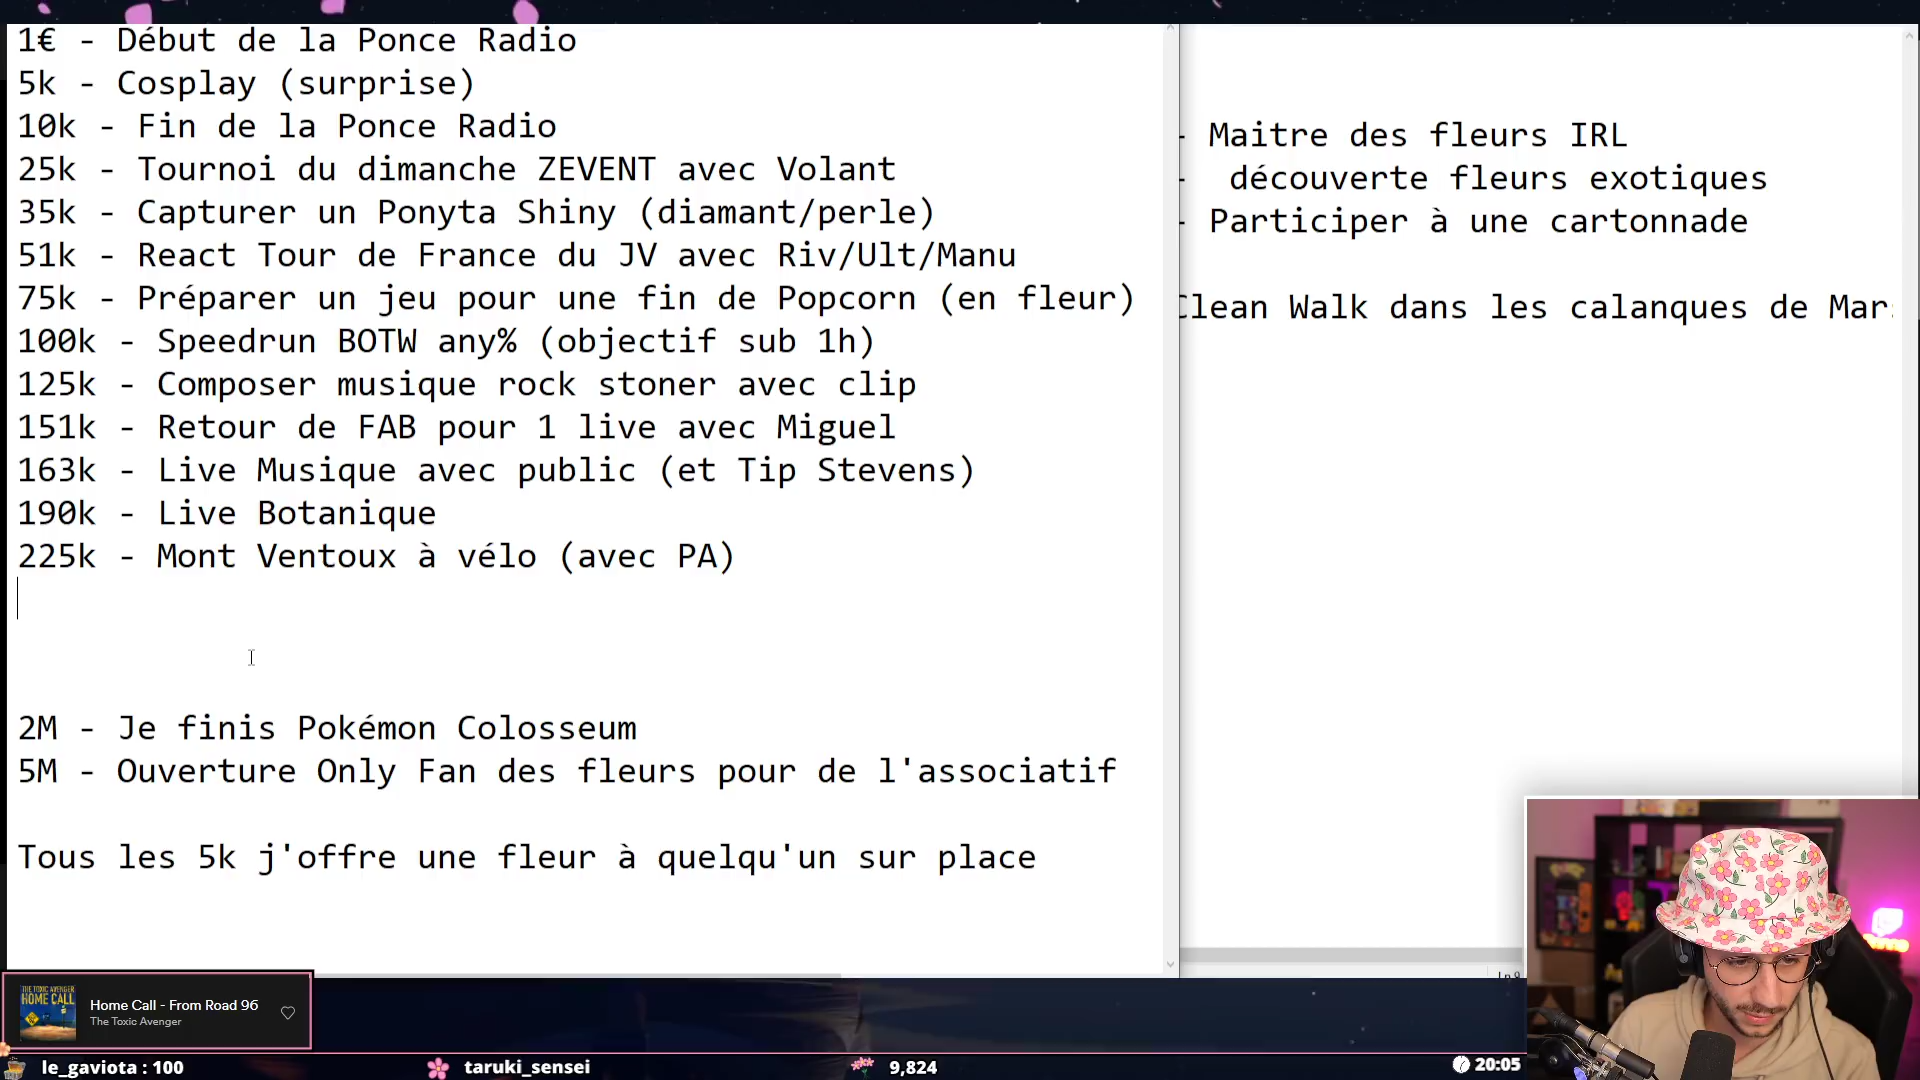 1€ - Début de la Ponce Radio
5k - Cosplay (surprise)
10k - Fin de la Ponce Radio
25k - Tournoi du dimanche ZEVENT avec Volant
35k - Capturer un Ponyta Shiny (diamant/perle)
51k - React Tour de France du JV avec Riv/Ult/Manu
75k - Préparer un jeu pour une fin de Popcorn (en fleur)
100k - Speedrun BOTW any% (objectif sub 1h)
125k - Composer musique rock stoner avec clip
151k - Retour de FAB pour 1 live avec Miguel
163k - Live Musique avec public (et Tip Stevens)
190k - Live Botanique
225k - Mont Ventoux à vélo (avec PA)
2M - Je finis Pokémon Colosseum
5M - Ouverture Only Fan des fleurs pour de l'associatif
Tous les 5k j'offre une fleur à quelqu'un sur place
- Maitre des fleurs IRL
- découverte fleurs exotiques
- Participer à une cartonnade
Clean Walk dans les calanques de Mar
THE TOXIC AVENGER
HOME CALL
Home Call - From Road 96
The Toxic Avenger
le_gaviota : 100
taruki_sensei
9,824
20:05